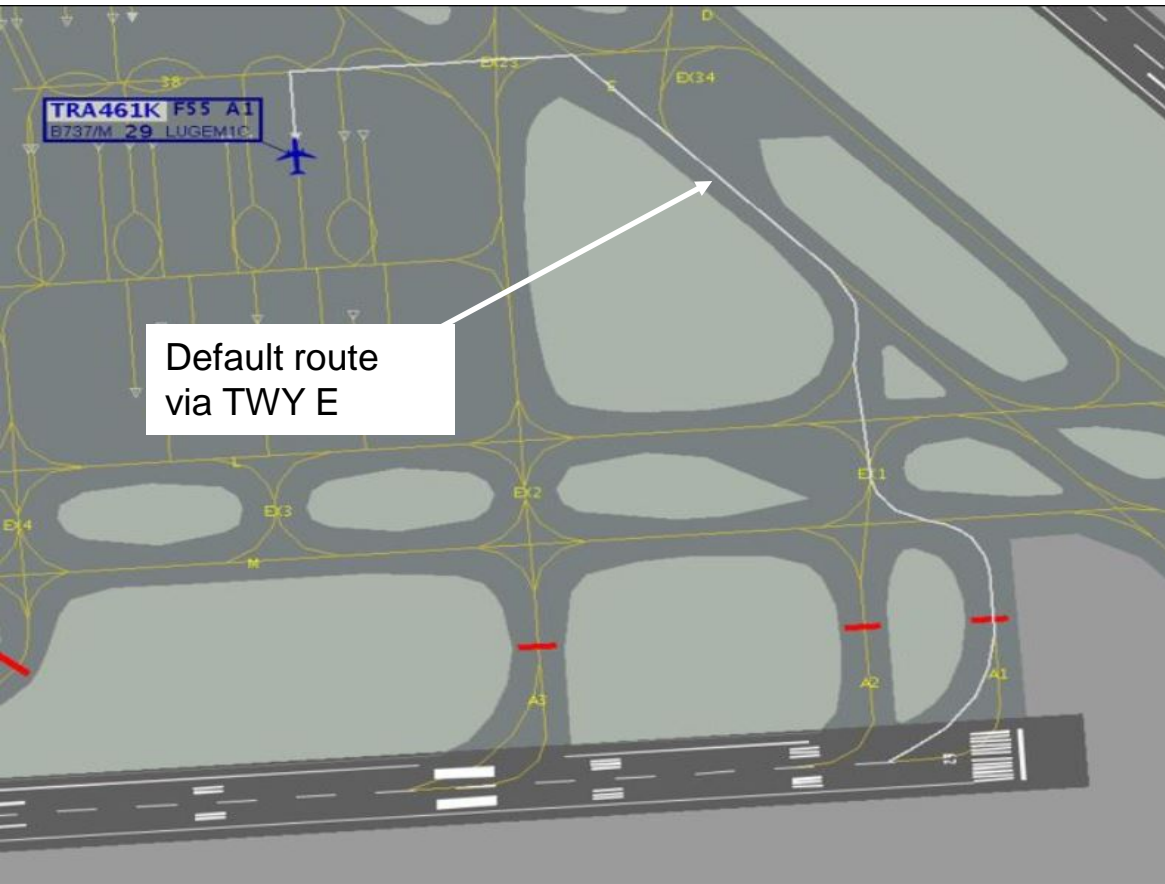 D
EX23
EX34
38
E
TRA461K F55 A1
B737/M 29 LUGEM1C
Default route
via TWY E
L
EX1
EX2
EX3
EX4
M
A1
A2
A3